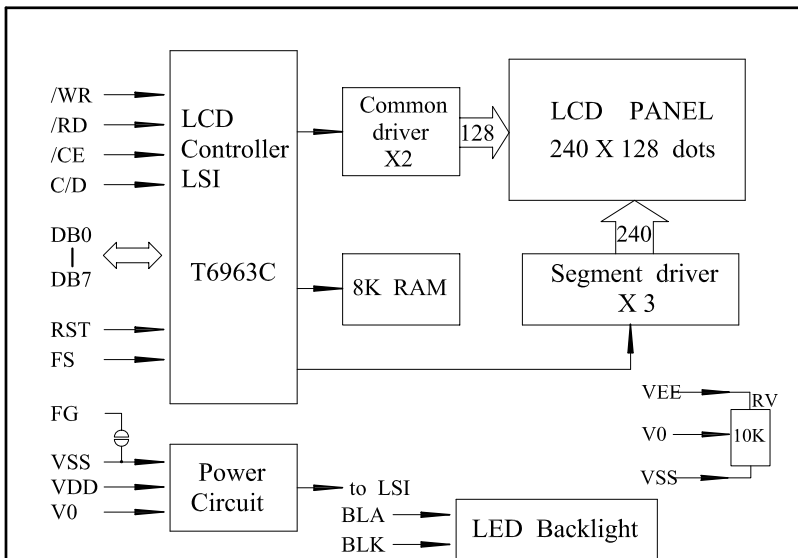 /WR
/RD
/CE
C/D
DB0
DB7
RST
FS
FG
VSS
VDD
V0
LCD
Controller
LSI
T6963C
Common
driver
X2
128
LCD PANEL
240 X 128 dots
240
Segment driver
X 3
8K RAM
Power
Circuit
to LSI
BLA
BLK
LED Backlight
VEE
RV
V0
10K
VSS